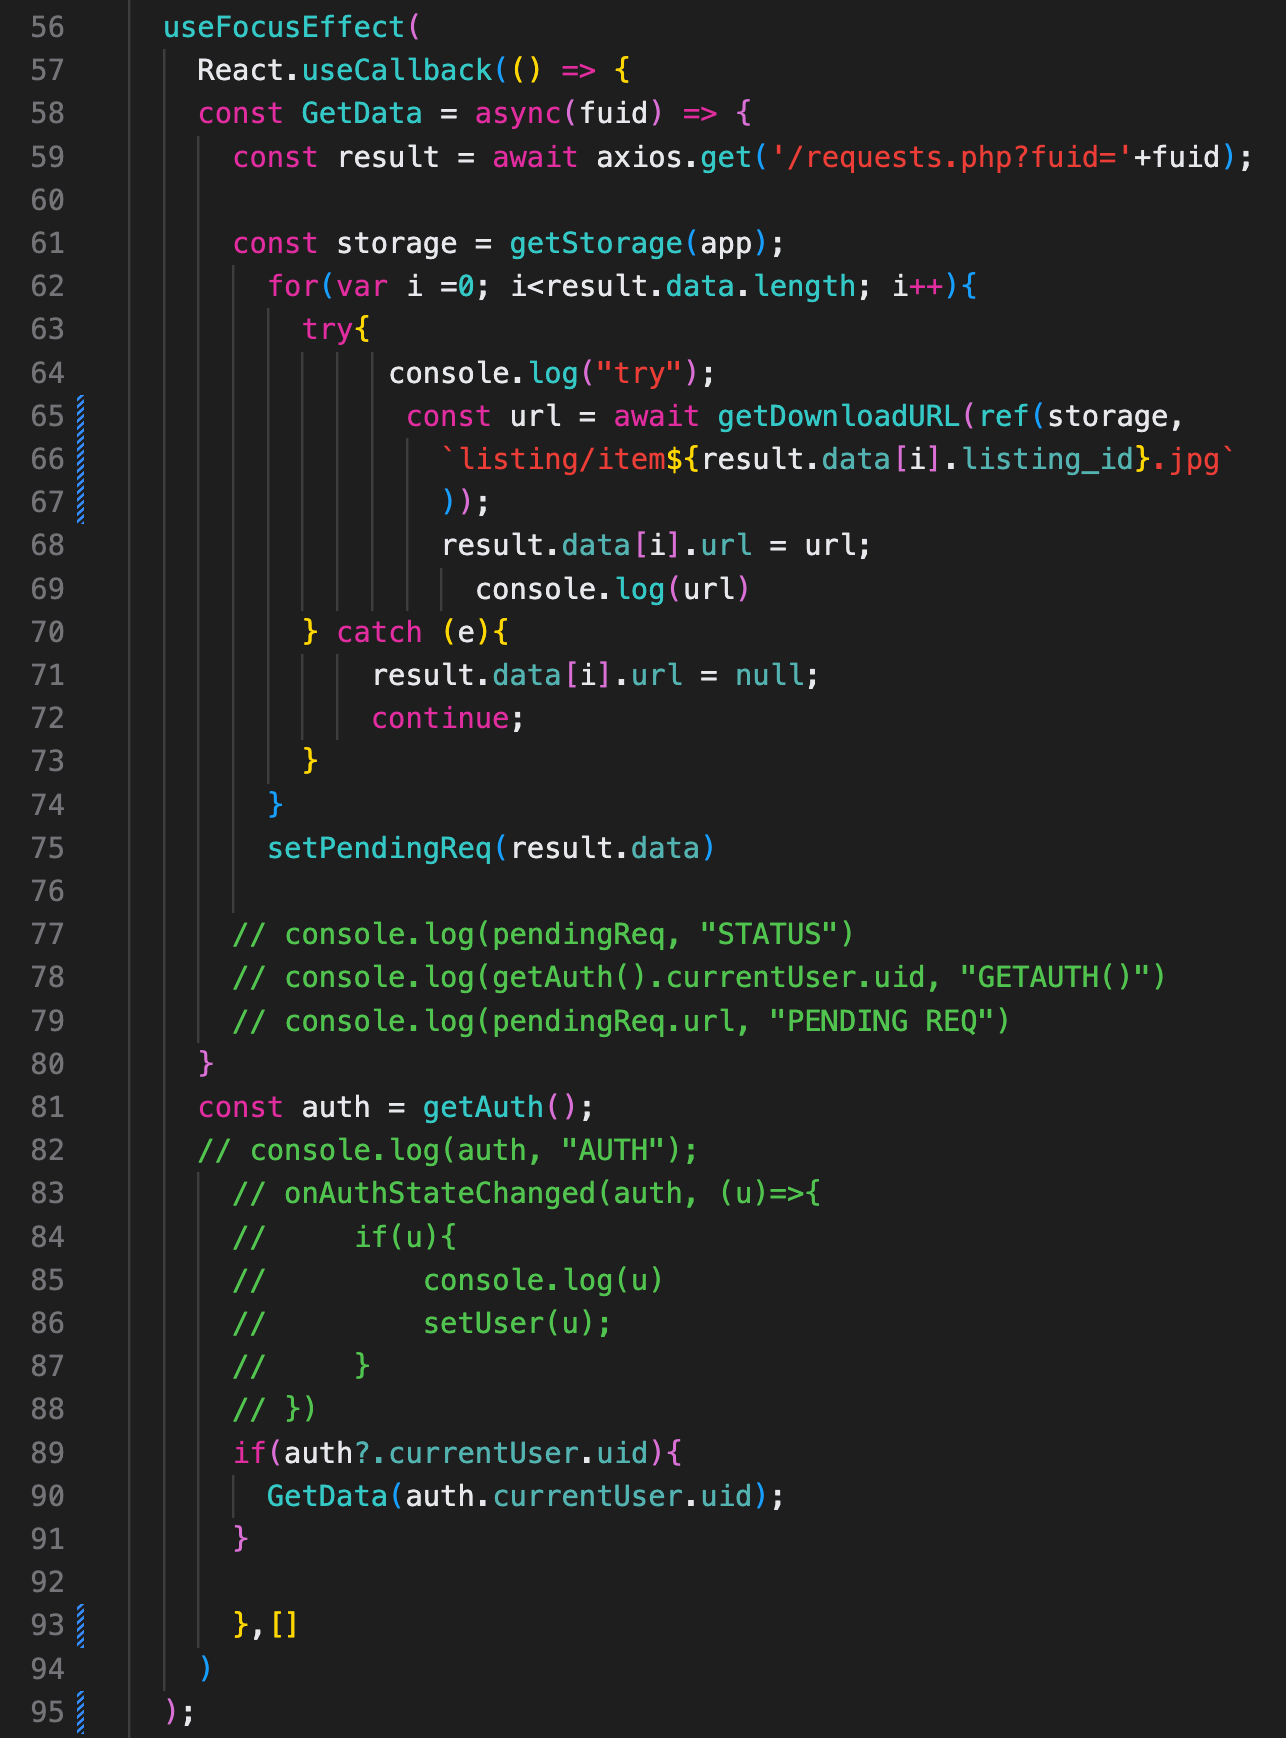 56 useFocusEffect(
57 React.useCallback(() => {
58 const GetData = async(fuid) => {
59 const result = await axios.get('/requests.php?fuid='+fuid);
60
61 const storage = getStorage(app);
62 for(var i =0; i<result.data.length; i++){
63 try{
64 console.log("try");
65 const url = await getDownloadURL(ref(storage,
66 `listing/item${result.data[i].listing_id}.jpg`
67 ));
68 result.data[i].url = url;
69 console.log(url)
70 } catch (e){
71 result.data[i].url = null;
72 continue;
73 }
74 }
75 setPendingReq(result.data)
76
77 // console.log(pendingReq, "STATUS")
78 // console.log(getAuth().currentUser.uid, "GETAUTH()")
79 // console.log(pendingReq.url, "PENDING REQ")
80 }
81 const auth = getAuth();
82 // console.log(auth, "AUTH");
83 // onAuthStateChanged(auth, (u)=>{
84 // if(u){
85 // console.log(u)
86 // setUser(u);
87 // }
88 // })
89 if(auth?.currentUser.uid){
90 GetData(auth.currentUser.uid);
91 }
92
93 },[]
94 )
95 );